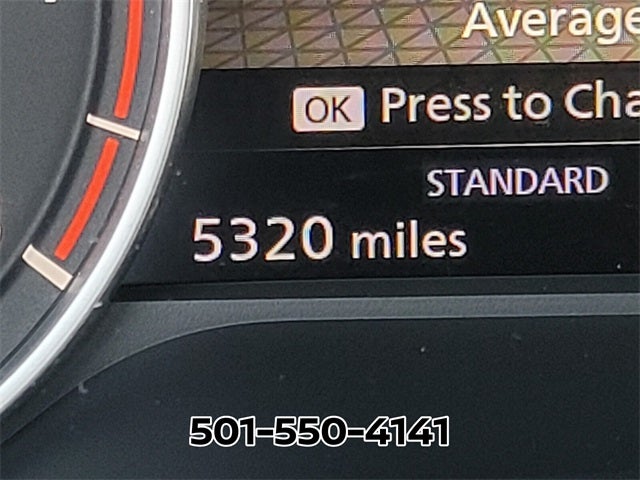 Average
OK Press to Cha
STANDARD
5320 miles
501-550-4141